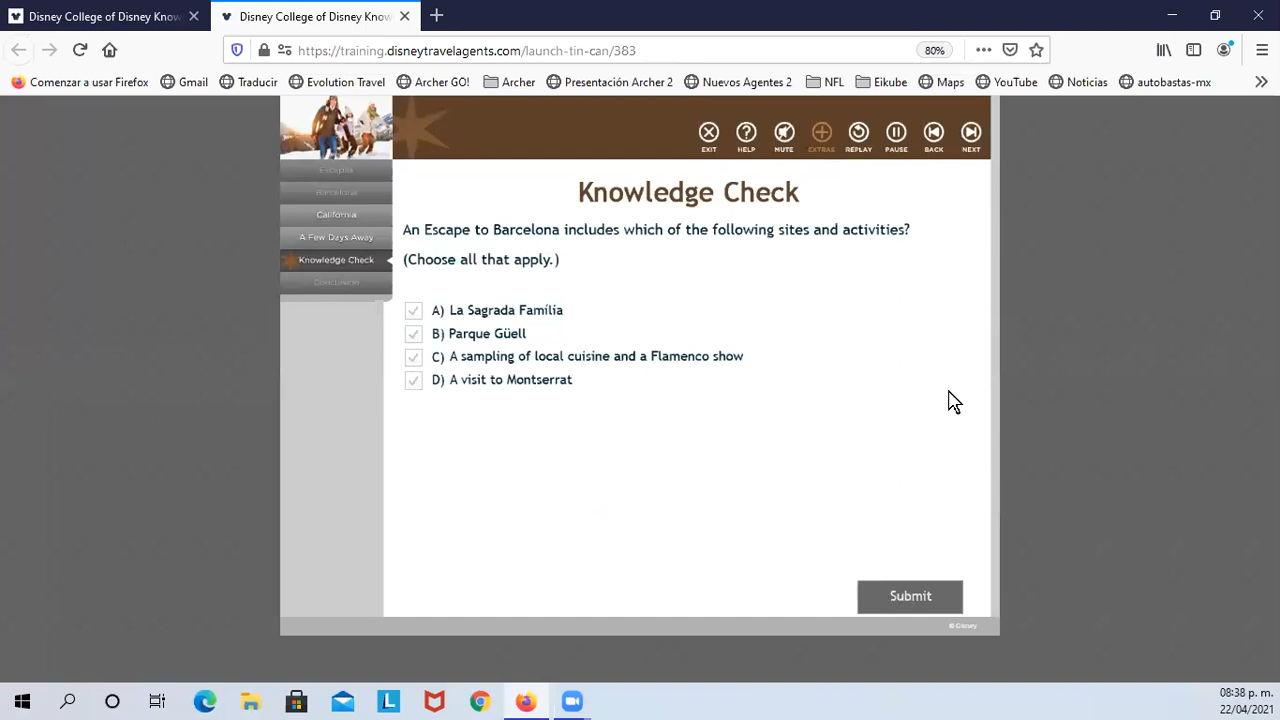 Disney College of Disney Know
Disney College of Disney Know
https://training.disneytravelagents.com/launch-tin-can/383
80%
Comenzar a usar Firefox
Gmail
Traducir
Evolution Travel
Archer GO!
Archer
Presentación Archer 2
Nuevos Agentes 2
NFL
Eikube
Maps
YouTube
Noticias
autobastas-mx
EXIT
HELP
MUTE
EXTRAS
REPLAY
PAUSE
BACK
NEXT
Escapes
Barcelona
California
A Few Days Away
Knowledge Check
Conclusion
Knowledge Check
An Escape to Barcelona includes which of the following sites and activities?
(Choose all that apply.)
A) La Sagrada Família
B) Parque Güell
C) A sampling of local cuisine and a Flamenco show
D) A visit to Montserrat
Submit
© Disney
08:38 p. m.
22/04/2021